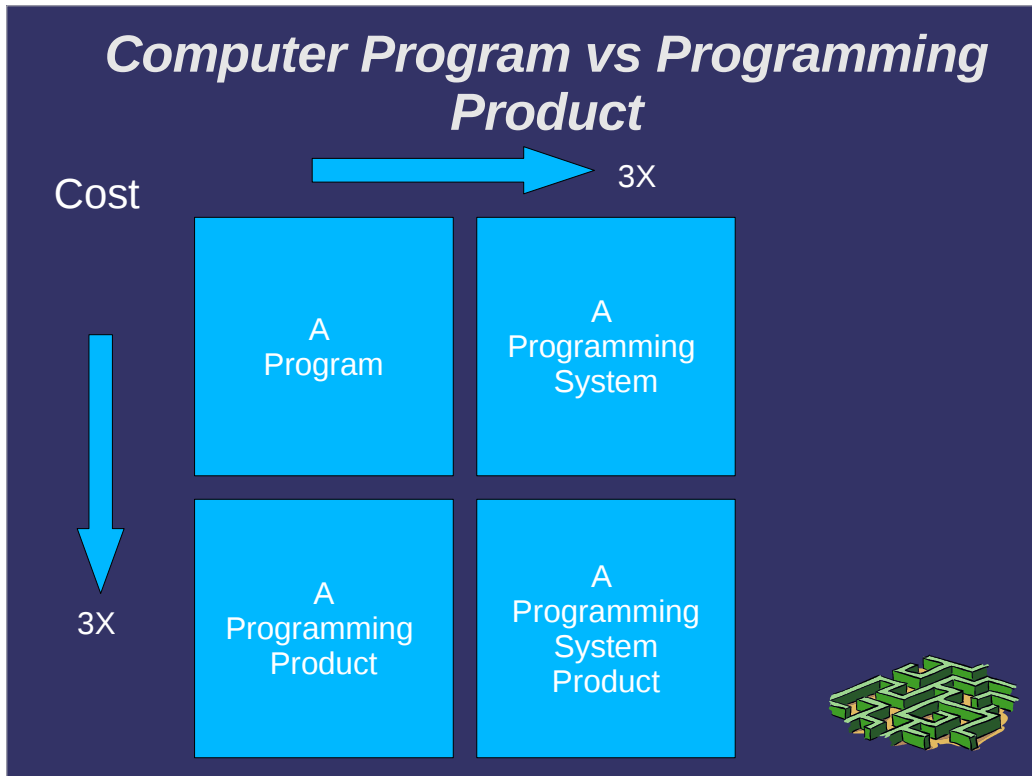 Computer Program vs Programming
Product
3X
Cost
A
Program
A
Programming
System
3X
A
Programming
Product
A
Programming
System
Product